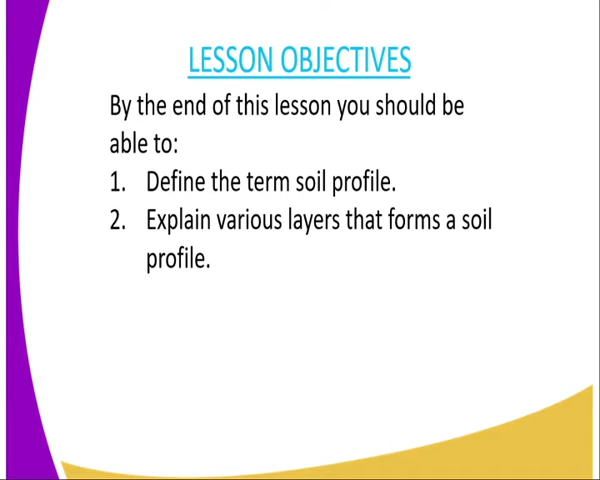 LESSON OBJECTIVES
By the end of this lesson you should be
able to:
1. Define the term soil profile.
2. Explain various layers that forms a soil
profile.